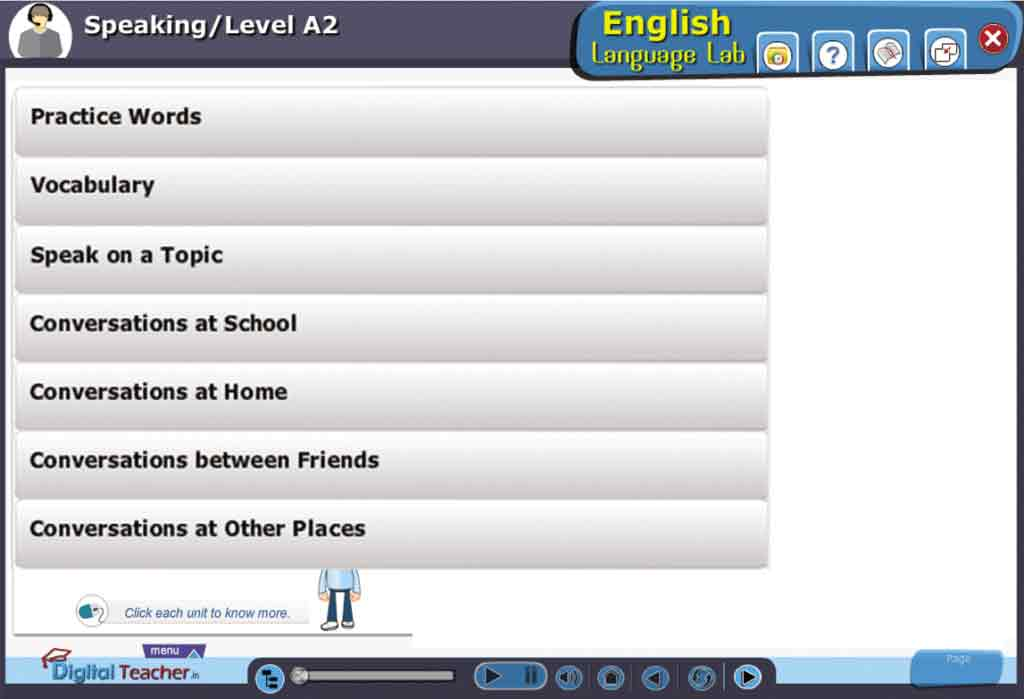 Speaking/Level A2
English
Language Lab
Practice Words
Vocabulary
Speak on a Topic
Conversations at School
Conversations at Home
Conversations between Friends
Conversations at Other Places
Click each unit to know more.
menu
Digital Teacher.in
Page